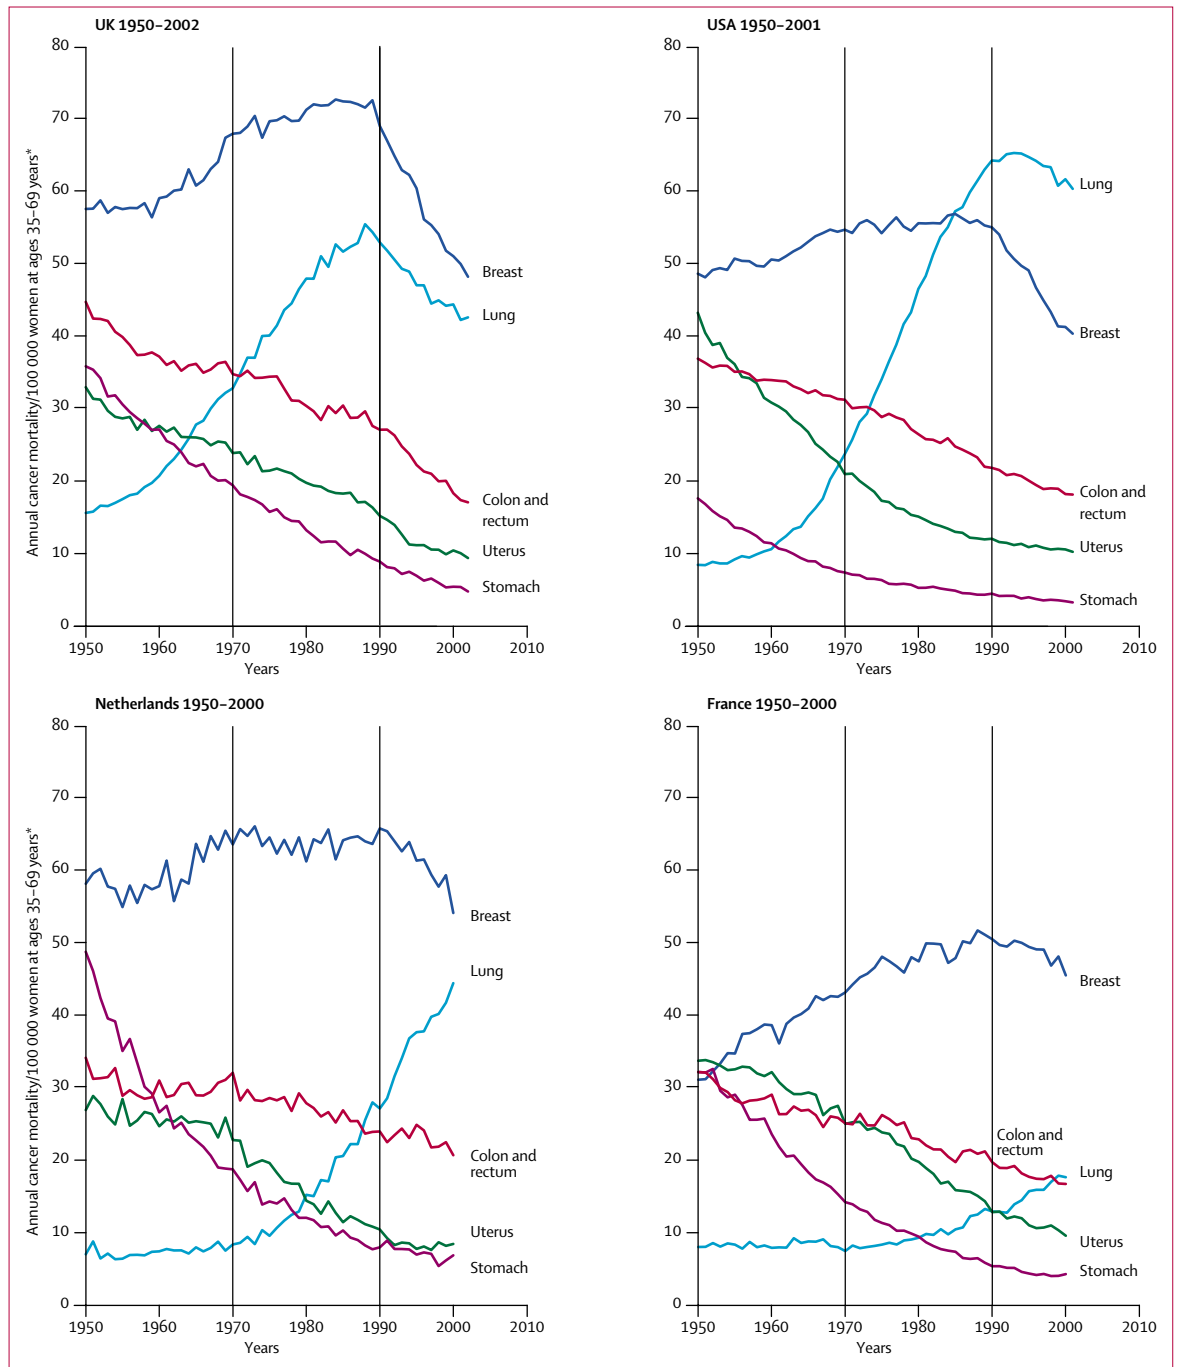 UK 1950–2002
80
70
60
50
40
30
20
10
0
Annual cancer mortality/100 000 women at ages 35–69 years*
Breast
Lung
Colon and
rectum
Uterus
Stomach
1950 1960 1970 1980 1990 2000 2010
Years
USA 1950–2001
80
70
60
50
40
30
20
10
0
Lung
Breast
Colon and
rectum
Uterus
Stomach
1950 1960 1970 1980 1990 2000 2010
Years
Netherlands 1950–2000
80
70
60
50
40
30
20
10
0
Annual cancer mortality/100 000 women at ages 35–69 years*
Breast
Lung
Colon and
rectum
Uterus
Stomach
1950 1960 1970 1980 1990 2000 2010
Years
France 1950–2000
80
70
60
50
40
30
20
10
0
Breast
Colon and
rectum
Lung
Uterus
Stomach
1950 1960 1970 1980 1990 2000 2010
Years